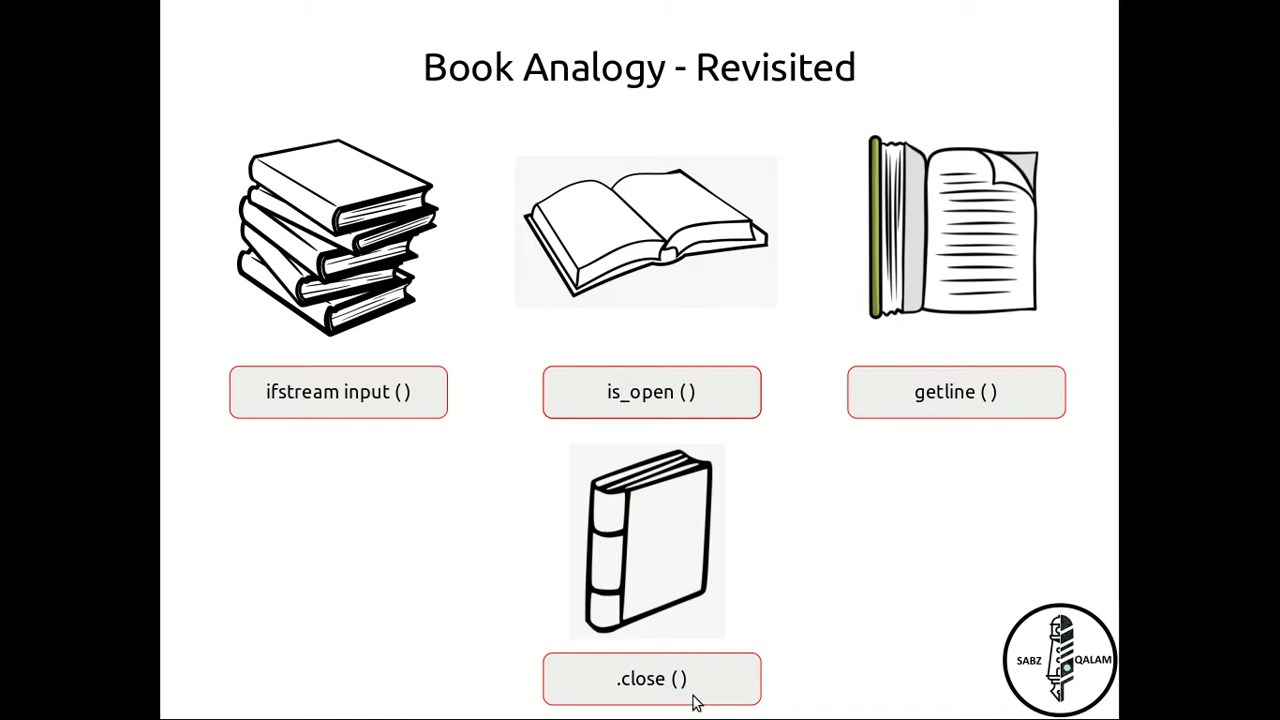 Book Analogy - Revisited
ifstream input ( )
is_open ( )
getline ( )
.close ( )
SABZ QALAM